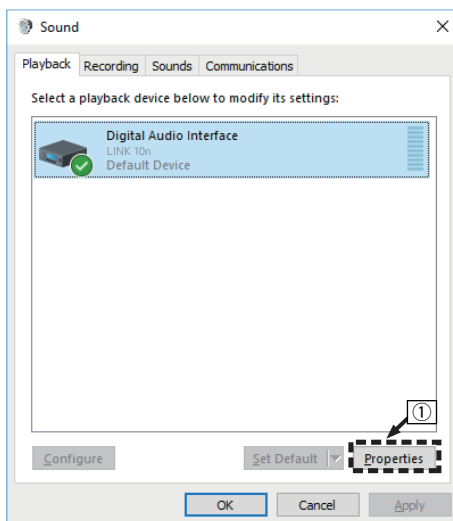 Sound
Playback Recording Sounds Communications
Select a playback device below to modify its settings:
Digital Audio Interface
LINK 10n
Default Device
①
Configure Set Default Properties
OK Cancel Apply